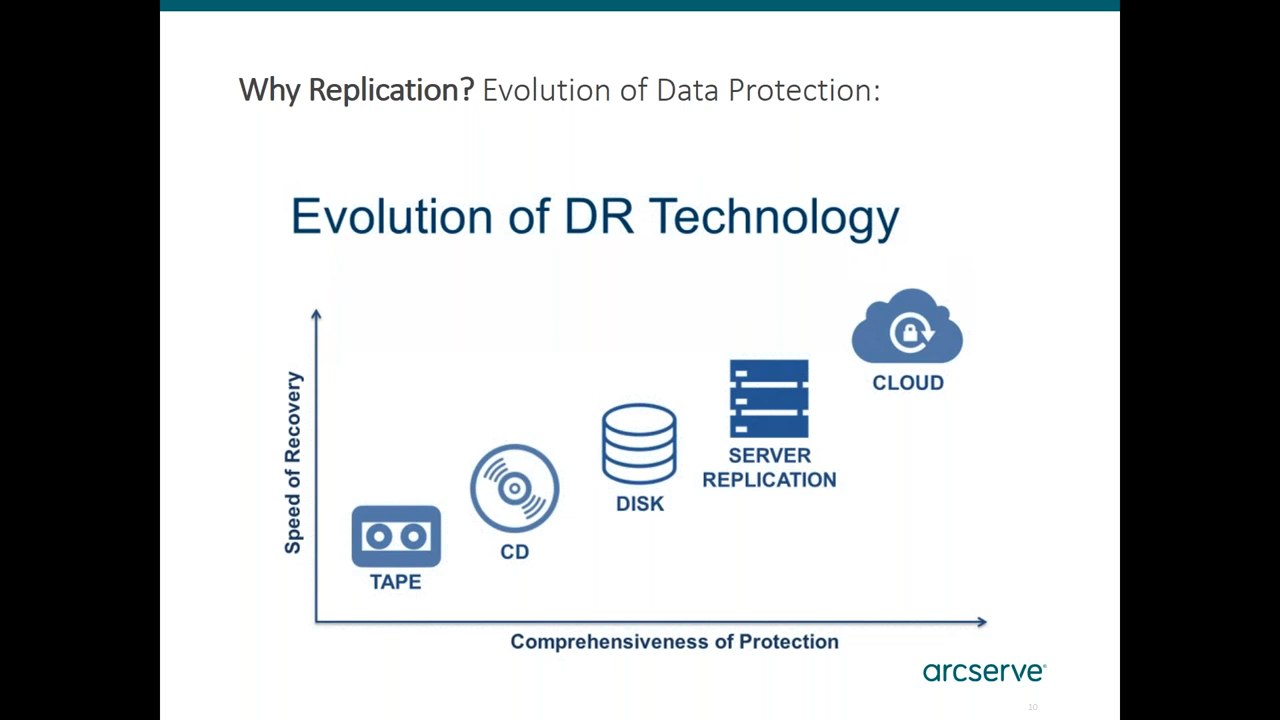 Why Replication? Evolution of Data Protection:
Evolution of DR Technology
Speed of Recovery
CLOUD
SERVER
REPLICATION
DISK
CD
TAPE
Comprehensiveness of Protection
arcserve®
10